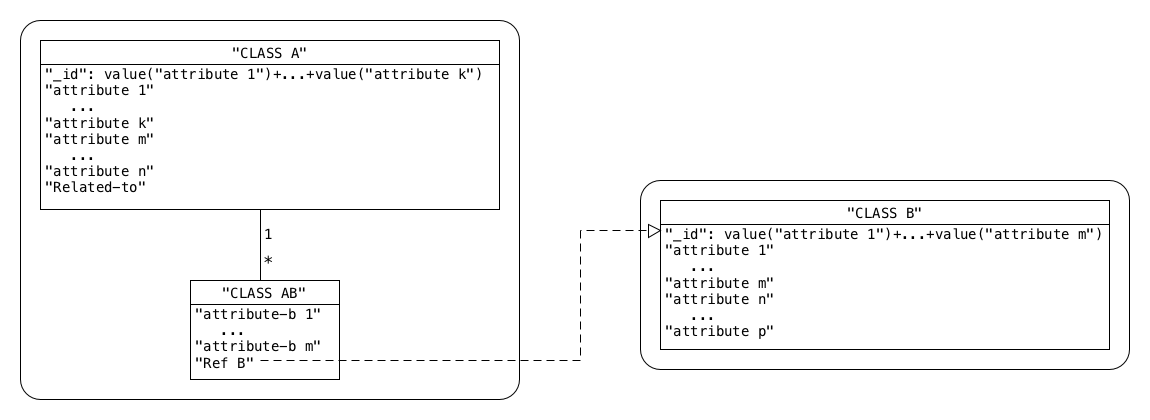 "CLASS A"
"_id": value("attribute 1")+...+value("attribute k")
"attribute 1"
...
"attribute k"
"attribute m"
...
"attribute n"
"Related-to"
1
*
"CLASS AB"
"attribute-b 1"
...
"attribute-b m"
"Ref B"
"CLASS B"
"_id": value("attribute 1")+...+value("attribute m")
"attribute 1"
...
"attribute m"
"attribute n"
...
"attribute p"